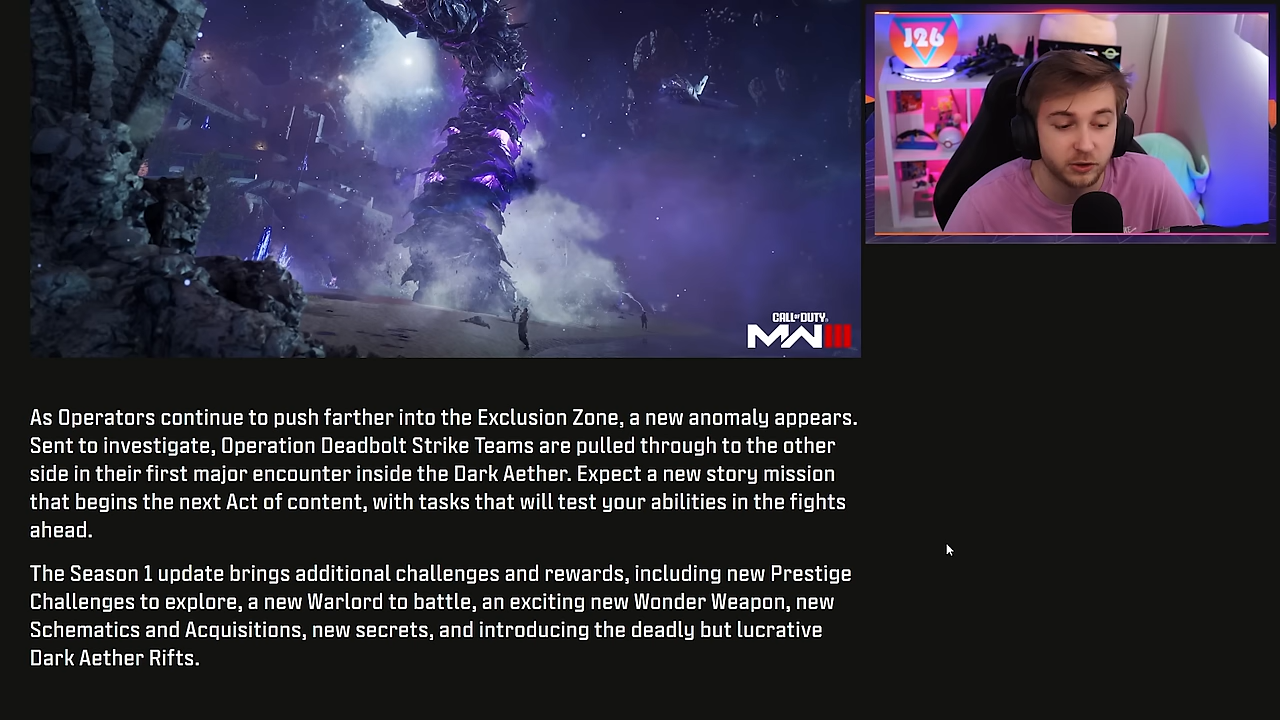 J26
CALL OF DUTY
MWIII
As Operators continue to push farther into the Exclusion Zone, a new anomaly appears.
Sent to investigate, Operation Deadbolt Strike Teams are pulled through to the other
side in their first major encounter inside the Dark Aether. Expect a new story mission
that begins the next Act of content, with tasks that will test your abilities in the fights
ahead.
The Season 1 update brings additional challenges and rewards, including new Prestige
Challenges to explore, a new Warlord to battle, an exciting new Wonder Weapon, new
Schematics and Acquisitions, new secrets, and introducing the deadly but lucrative
Dark Aether Rifts.